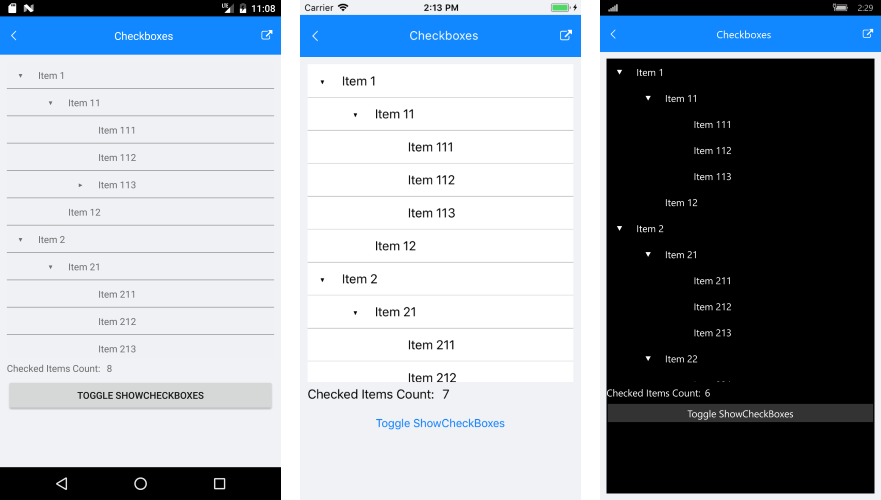 LTE 11:08
Checkboxes
Item 1
Item 11
Item 111
Item 112
Item 113
Item 12
Item 2
Item 21
Item 211
Item 212
Item 213
Checked Items Count: 8
TOGGLE SHOWCHECKBOXES
Carrier 2:13 PM
Checkboxes
Item 1
Item 11
Item 111
Item 112
Item 113
Item 12
Item 2
Item 21
Item 211
Item 212
Checked Items Count: 7
Toggle ShowCheckBoxes
2:29
Checkboxes
Item 1
Item 11
Item 111
Item 112
Item 113
Item 12
Item 2
Item 21
Item 211
Item 212
Item 213
Item 22
Checked Items Count: 6
Toggle ShowCheckBoxes